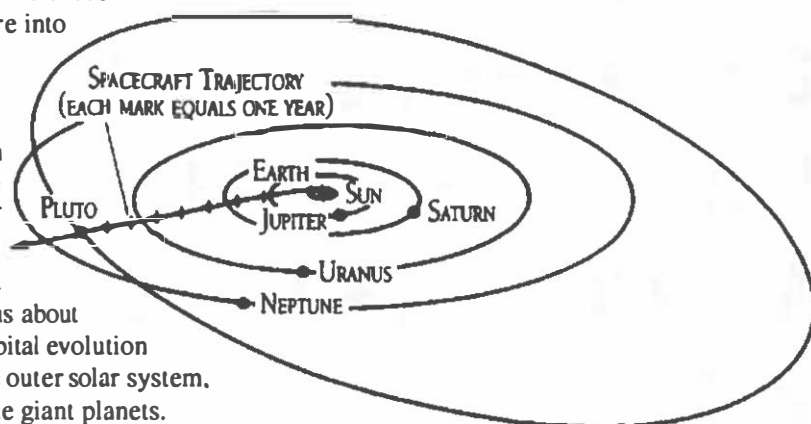 re into
SPACECRAFT TRAJECTORY
(EACH MARK EQUALS ONE YEAR)
EARTH
SUN
PLUTO
JUPITER
SATURN
URANUS
NEPTUNE
about
bital evolution
outer solar system,
giant planets.